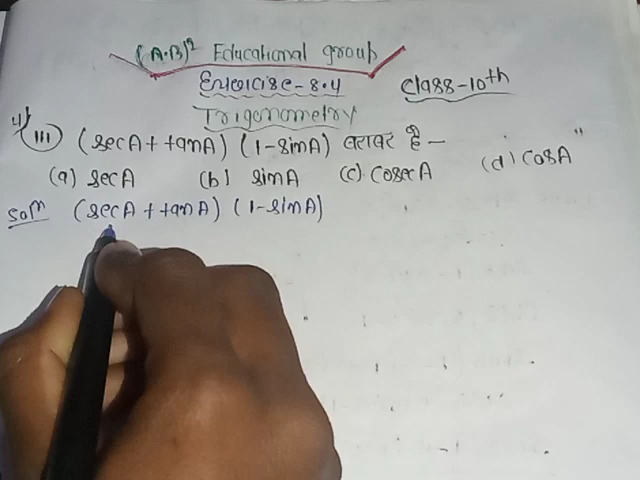 (A.B)² Educational group
Exercise-8.4 Class-10th
Trigonometry
4) (iii) (secA + tanA) (1-sinA) बराबर है -
(a) secA (b) sinA (c) cosecA (d) cosA"
Solⁿ (secA + tanA) (1-sinA)